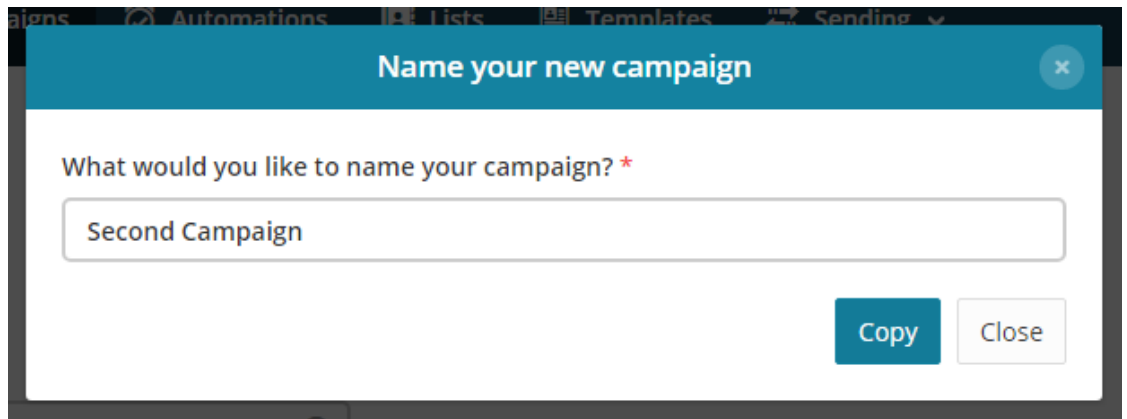 aigns Automations Lists Templates Sending
Name your new campaign
What would you like to name your campaign? *
Second Campaign
Copy Close